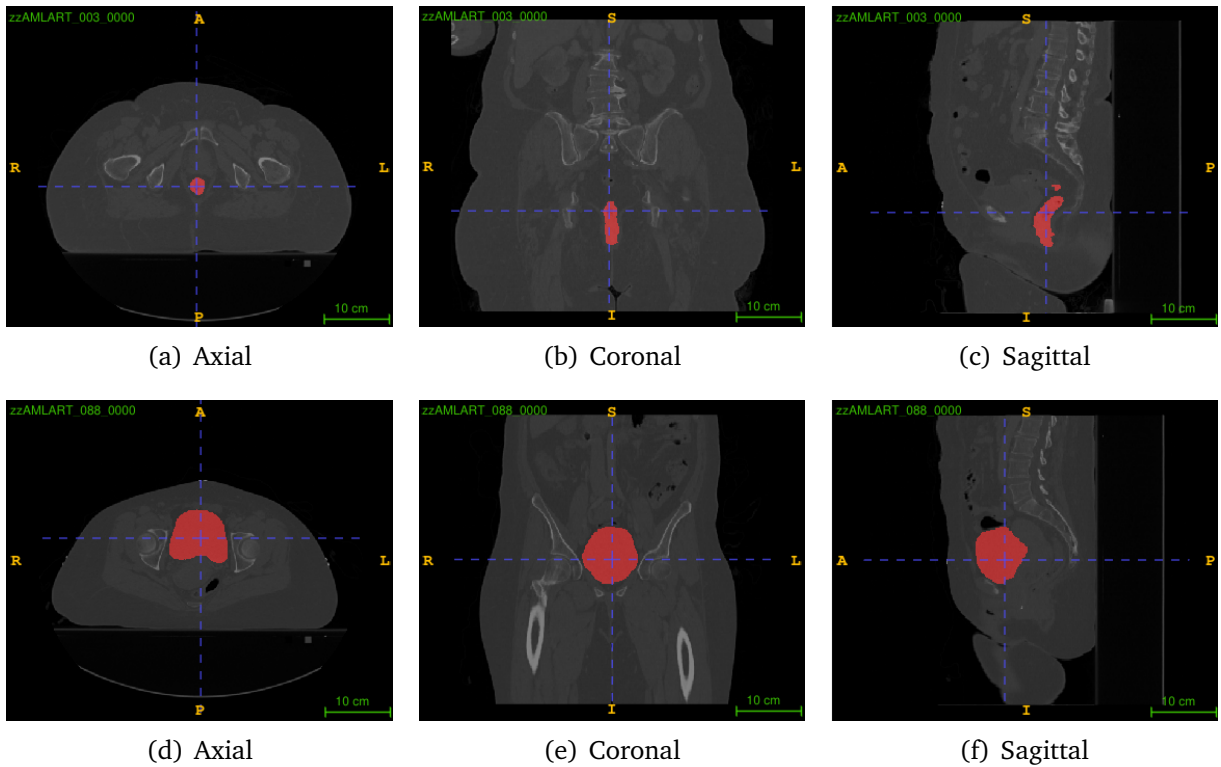 zzAMLART_003_0000
A
R
L
P
10 cm
(a) Axial
zzAMLART_003_0000
S
R
L
I
10 cm
(b) Coronal
zzAMLART_003_0000
S
A
P
I
10 cm
(c) Sagittal
zzAMLART_088_0000
A
R
L
P
10 cm
(d) Axial
zzAMLART_088_0000
S
R
L
I
10 cm
(e) Coronal
zzAMLART_088_0000
S
A
P
I
10 cm
(f) Sagittal